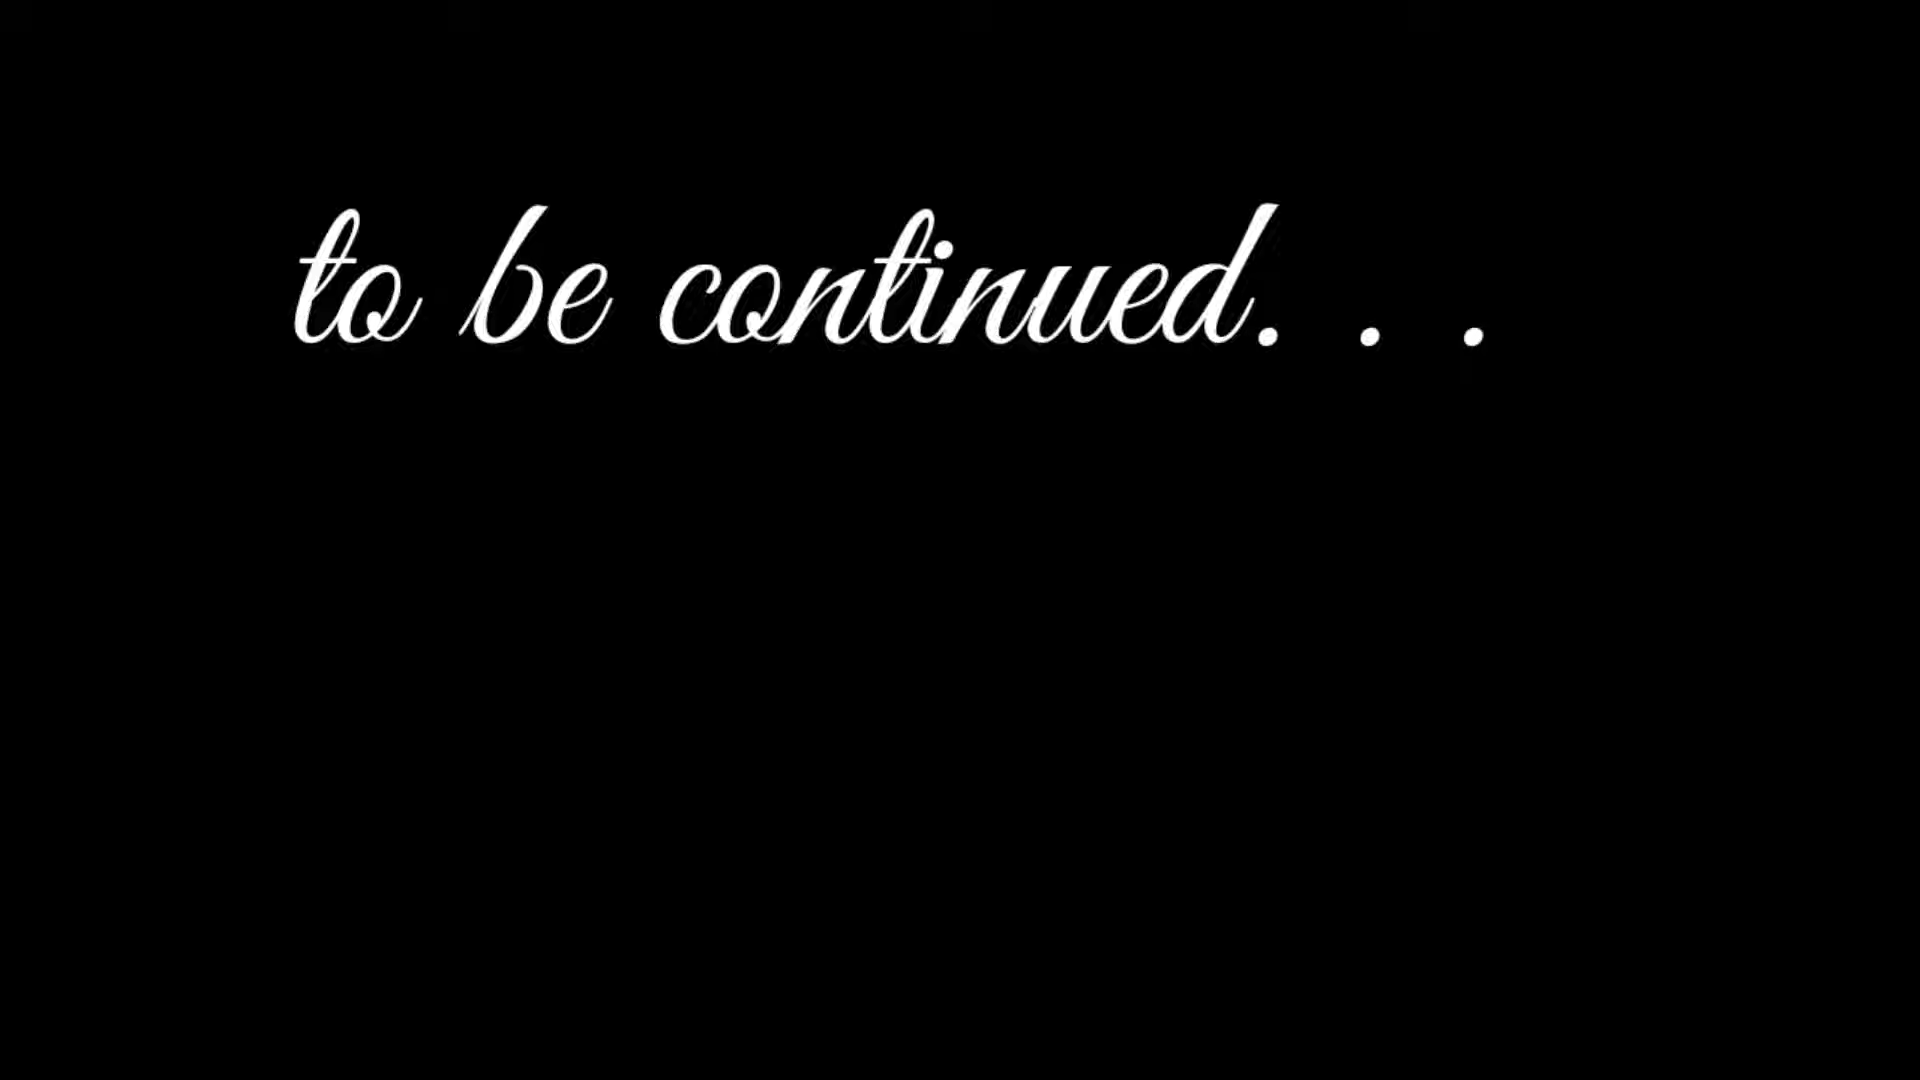 to be continued. . .